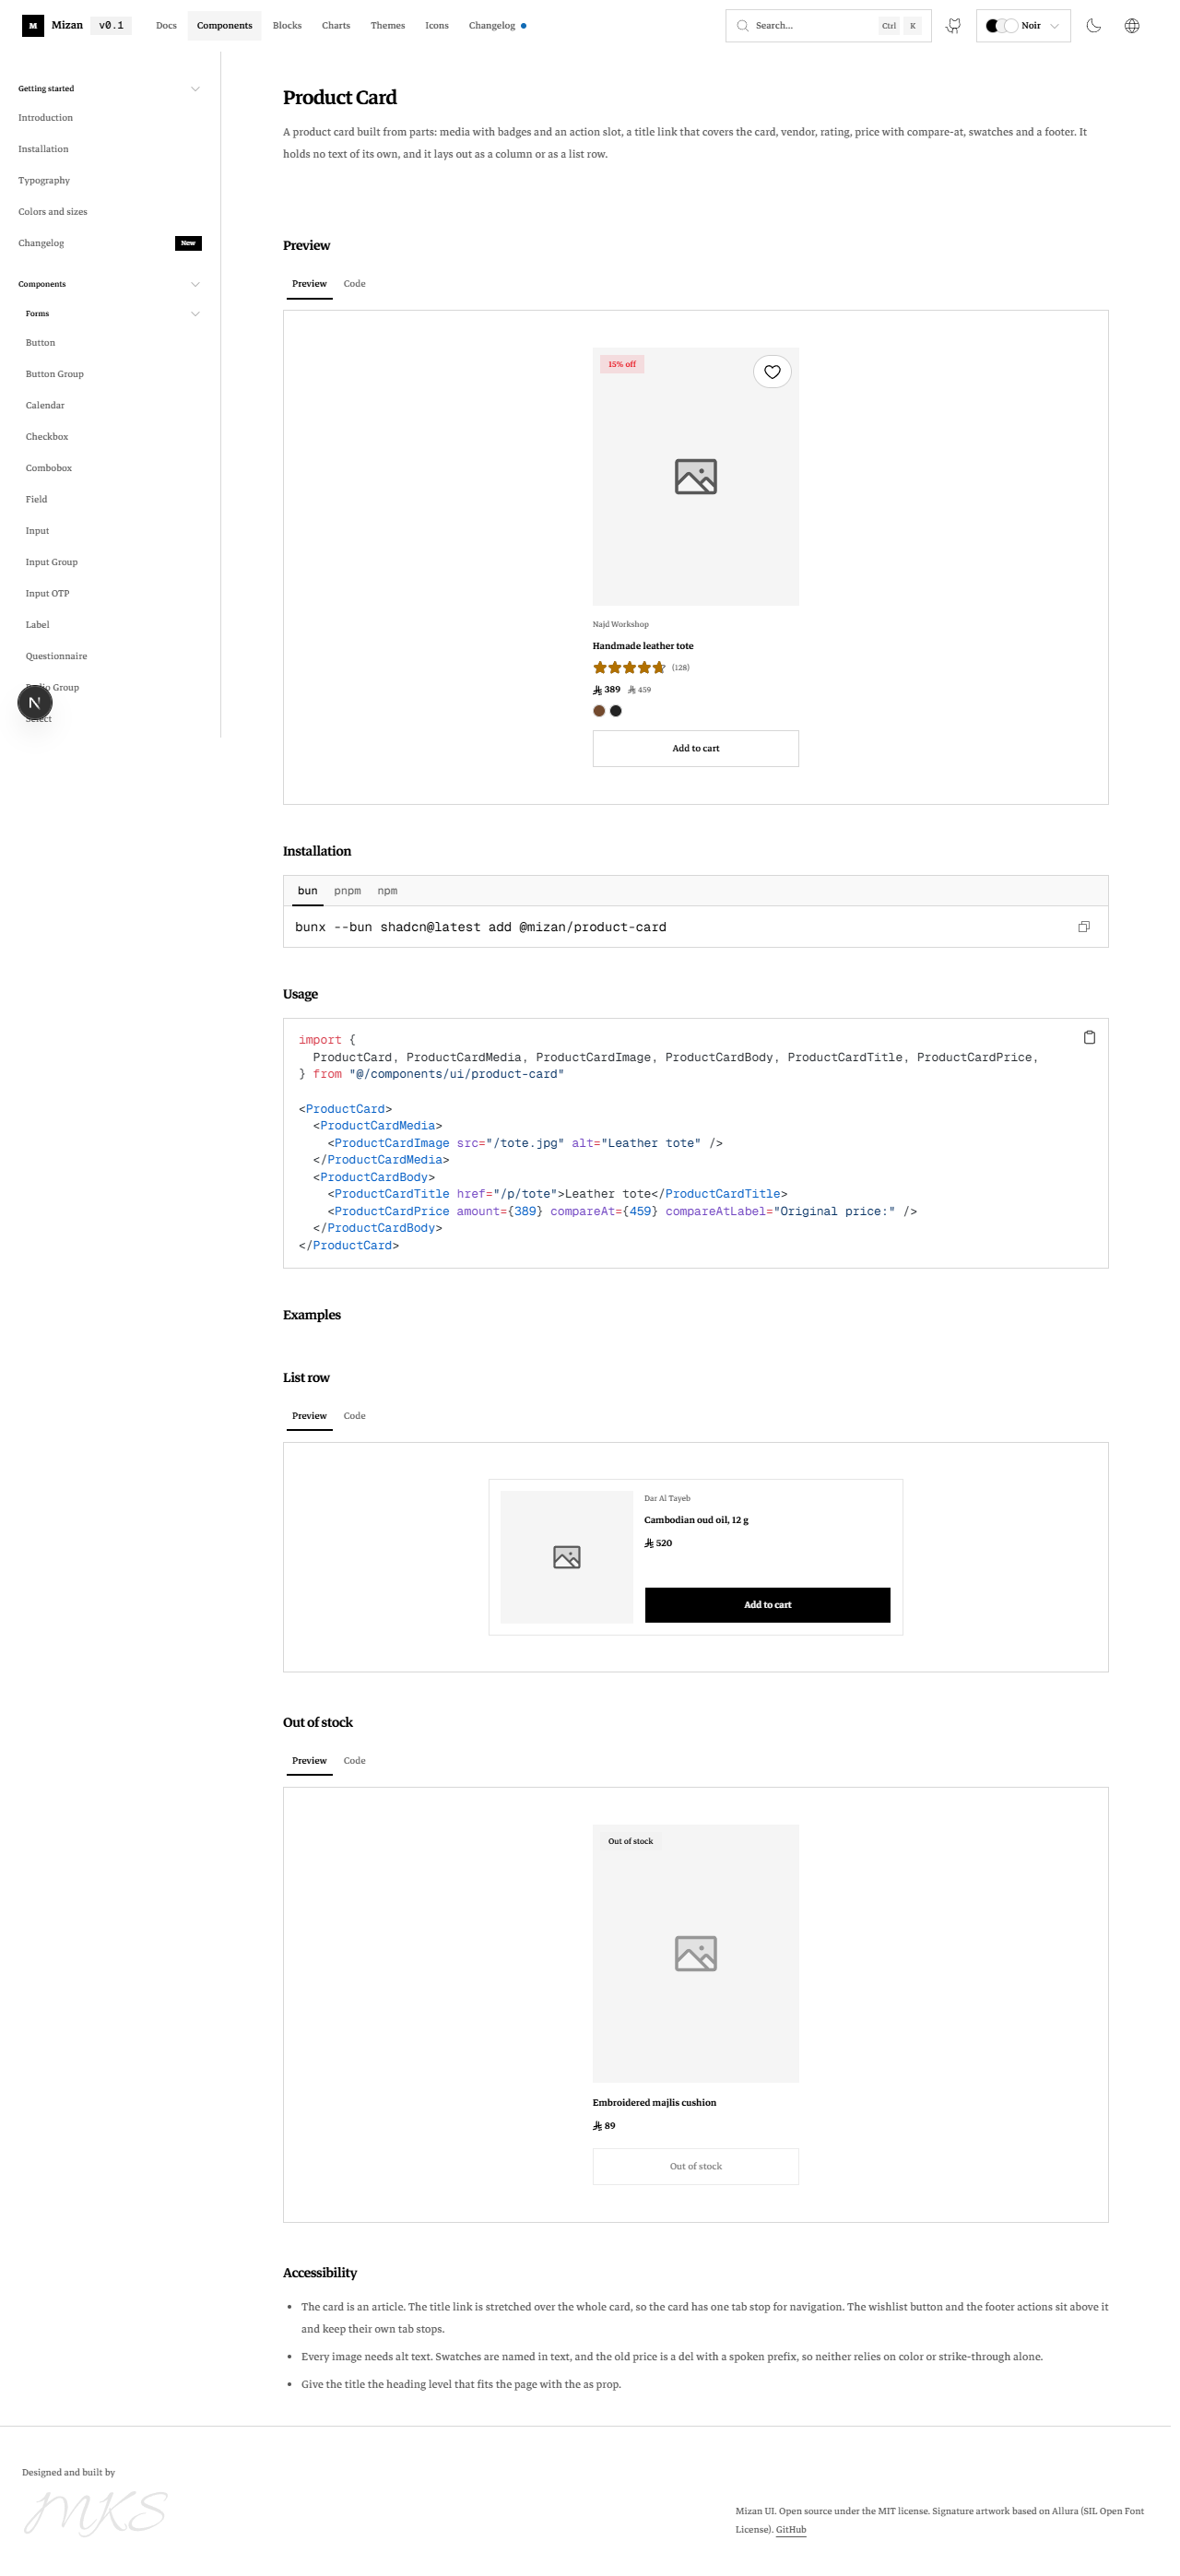 M Mizan v0.1 Docs Components Blocks Charts Themes Icons Changelog Search... Ctrl K Noir
Getting started
Introduction
Installation
Typography
Colors and sizes
Changelog New
Components
Forms
Button
Button Group
Calendar
Checkbox
Combobox
Field
Input
Input Group
Input OTP
Label
Questionnaire
Group
N
Select
Product Card
A product card built from parts: media with badges and an action slot, a title link that covers the card, vendor, rating, price with compare-at, swatches and a footer. It
holds no text of its own, and it lays out as a column or as a list row.
Preview
Preview Code
15% off
Najd Workshop
Handmade leather tote
(128)
389 459
Add to cart
Installation
bun pnpm npm
bunx --bun shadcn@latest add @mizan/product-card
Usage
import {
ProductCard, ProductCardMedia, ProductCardImage, ProductCardBody, ProductCardTitle, ProductCardPrice,
} from "@/components/ui/product-card"
<ProductCard>
<ProductCardMedia>
<ProductCardImage src="/tote.jpg" alt="Leather tote" />
</ProductCardMedia>
<ProductCardBody>
<ProductCardTitle href="/p/tote">Leather tote</ProductCardTitle>
<ProductCardPrice amount={389} compareAt={459} compareAtLabel="Original price:" />
</ProductCardBody>
</ProductCard>
Examples
List row
Preview Code
Dar Al Tayeb
Cambodian oud oil, 12 g
520
Add to cart
Out of stock
Preview Code
Out of stock
Embroidered majlis cushion
89
Out of stock
Accessibility
The card is an article. The title link is stretched over the whole card, so the card has one tab stop for navigation. The wishlist button and the footer actions sit above it
and keep their own tab stops.
Every image needs alt text. Swatches are named in text, and the old price is a del with a spoken prefix, so neither relies on color or strike-through alone.
Give the title the heading level that fits the page with the as prop.
Designed and built by
MKS
Mizan UI. Open source under the MIT license. Signature artwork based on Allura (SIL Open Font
License). GitHub